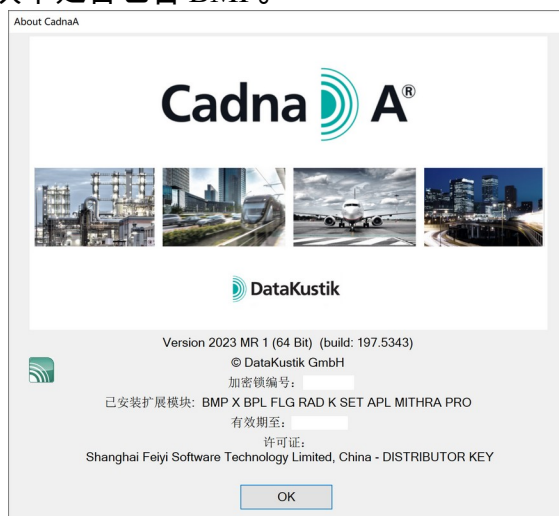 About CadnaA
Cadna A®
DataKustik
Version 2023 MR 1 (64 Bit) (build: 197.5343)
© DataKustik GmbH
加密锁编号:
已安装扩展模块: BMP X BPL FLG RAD K SET APL MITHRA PRO
有效期至:
许可证:
Shanghai Feiyi Software Technology Limited, China - DISTRIBUTOR KEY
OK